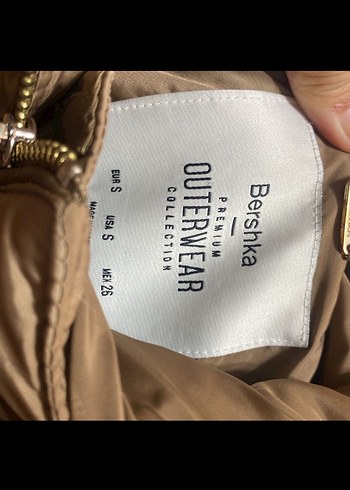 Bershka
PREMIUM
OUTERWEAR
COLLECTION
EUR S
USA S
MEX 26